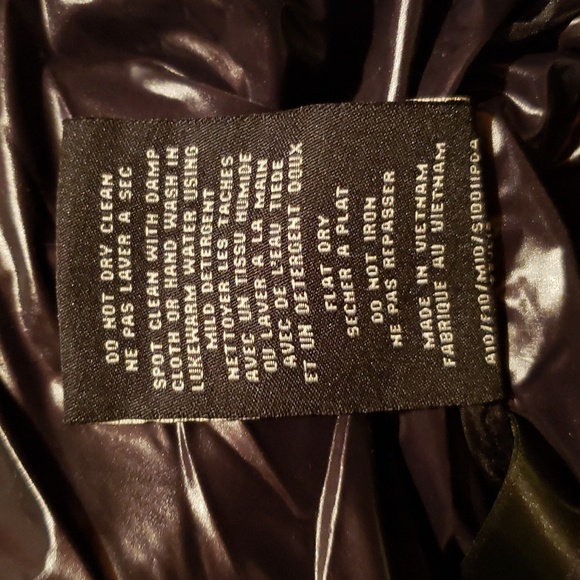 DO NOT DRY CLEAN
NE PAS LAVER A SEC
SPOT CLEAN WITH DAMP
CLOTH OR HAND WASH IN
LUKEWARM WATER USING
MILD DETERGENT
NETTOYER LES TACHES
AVEC UN TISSU HUMIDE
OU LAVER A LA MAIN
AVEC DE L'EAU TIEDE
ET UN DETERGENT DOUX
FLAT DRY
SECHER A PLAT
DO NOT IRON
NE PAS REPASSER
MADE IN VIETNAM
FABRIQUE AU VIETNAM